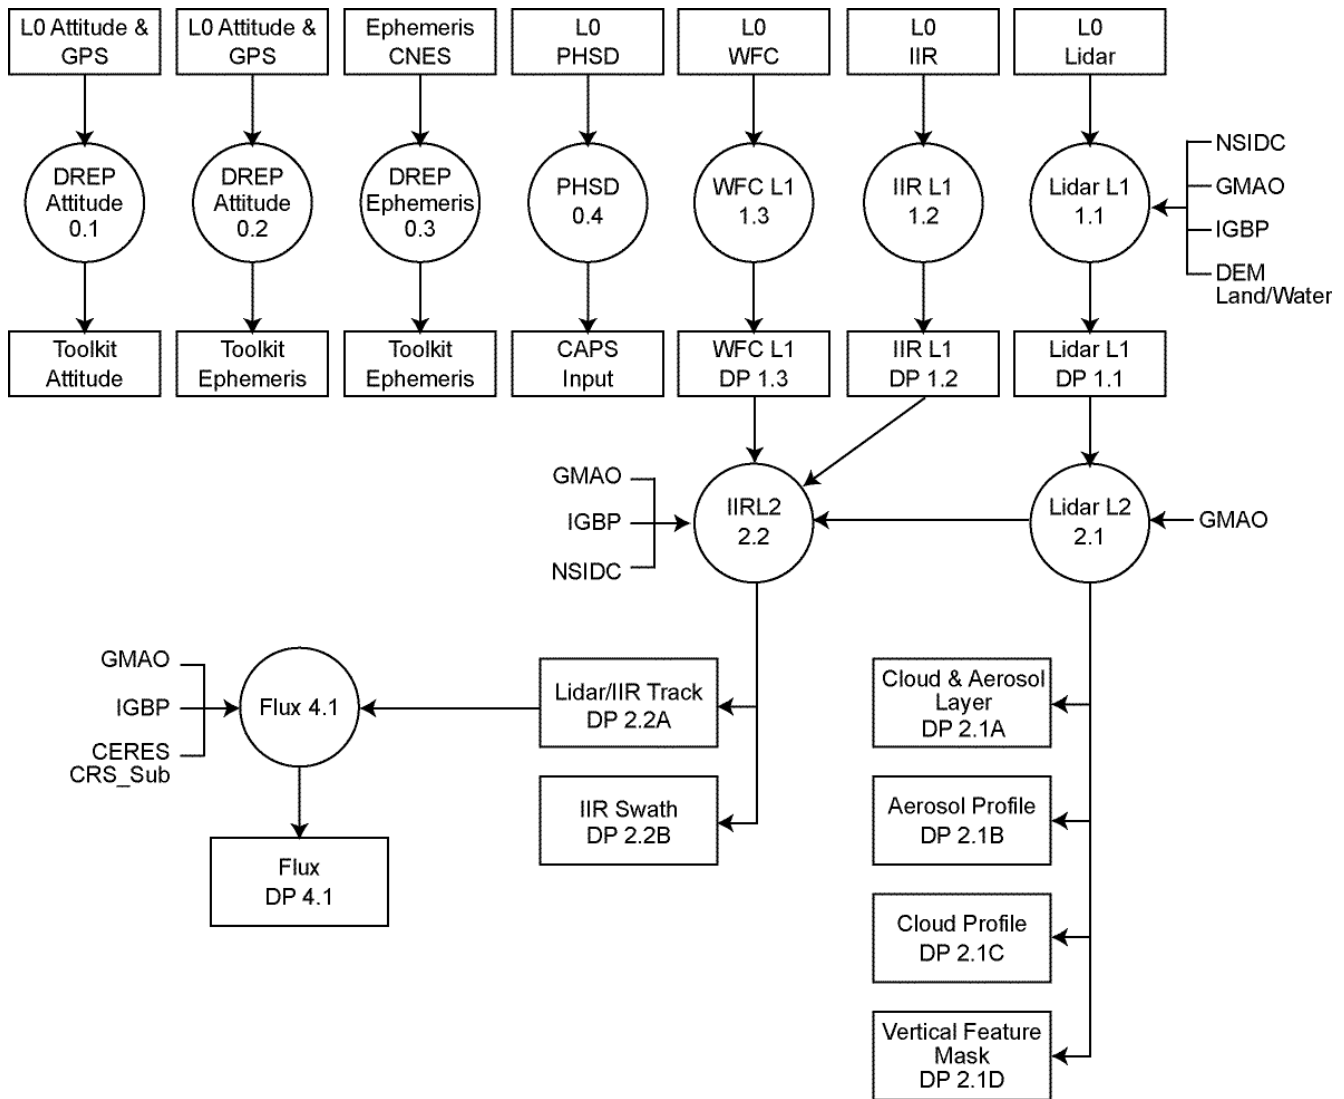 L0 Attitude &
GPS
L0 Attitude &
GPS
Ephemeris
CNES
L0
PHSD
L0
WFC
L0
IIR
L0
Lidar
DREP
Attitude
0.1
DREP
Attitude
0.2
DREP
Ephemeris
0.3
PHSD
0.4
WFC L1
1.3
IIR L1
1.2
Lidar L1
1.1
NSIDC
GMAO
IGBP
DEM
Land/Water
Toolkit
Attitude
Toolkit
Ephemeris
Toolkit
Ephemeris
CAPS
Input
WFC L1
DP 1.3
IIR L1
DP 1.2
Lidar L1
DP 1.1
GMAO
IGBP
NSIDC
IIRL2
2.2
Lidar L2
2.1
GMAO
GMAO
IGBP
CERES
CRS_Sub
Flux 4.1
Lidar/IIR Track
DP 2.2A
Cloud & Aerosol
Layer
DP 2.1A
IIR Swath
DP 2.2B
Aerosol Profile
DP 2.1B
Flux
DP 4.1
Cloud Profile
DP 2.1C
Vertical Feature
Mask
DP 2.1D